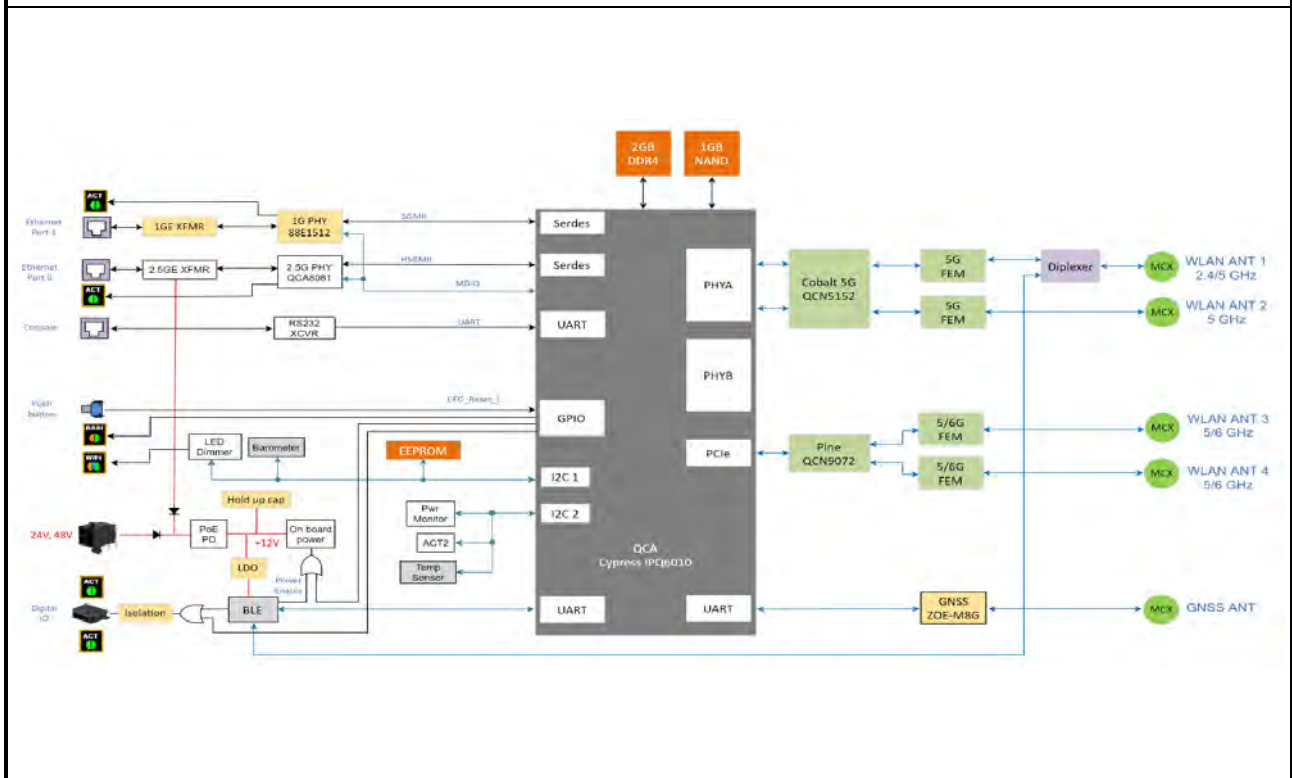 2GB
DDR4
1GB
NAND
ACT
Ethernet
Port 1
1GE XFMR
1G PHY
88E1512
SGMII
Serdes
Ethernet
Port 0
2.5GE XFMR
2.5G PHY
QCA8081
HSGMII
Serdes
ACT
MDIO
Console
RS232
XCVR
UART
UART
PHYA
Cobalt 5G
QCN5152
5G
FEM
Diplexer
MCX
WLAN ANT 1
2.4/5 GHz
5G
FEM
MCX
WLAN ANT 2
5 GHz
PHYB
Push
button
GPIO
RSSI
WIFI
LED
Dimmer
Barometer
EEPROM
I2C 1
PCIe
Pine
QCN9072
5/6G
FEM
MCX
WLAN ANT 3
5/6 GHz
5/6G
FEM
MCX
WLAN ANT 4
5/6 GHz
Hold up cap
Pwr
Monitor
I2C 2
24V, 48V
PoE
PD
+12V
On board
power
ACT2
QCA
Cypress IPQ6010
LDO
Temp
Sensor
Power
Enable
ACT
Digital
IO
Isolation
BLE
UART
UART
GNSS
ZOE-M8G
MCX
GNSS ANT
ACT